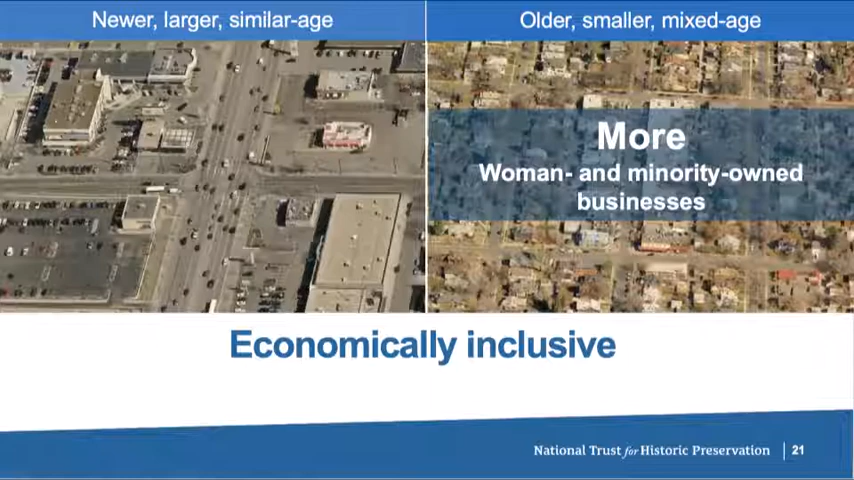 Newer, larger, similar-age
Older, smaller, mixed-age
More
Woman- and minority-owned
businesses
Economically inclusive
National Trust for Historic Preservation | 21